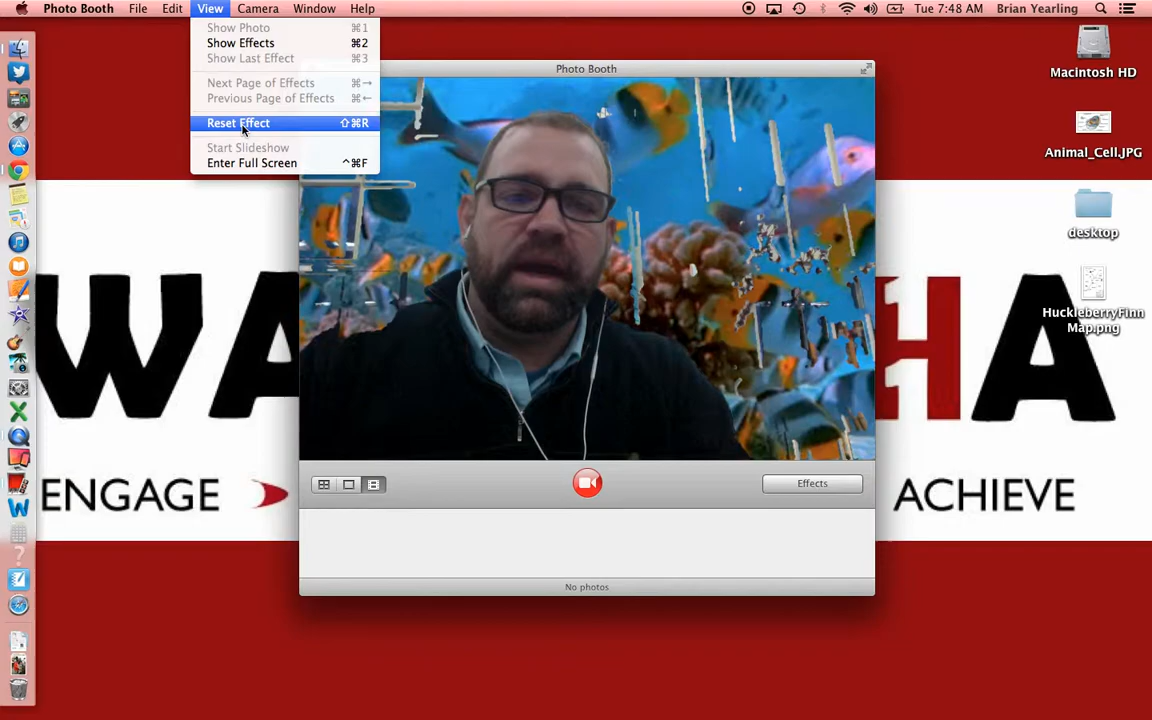 Photo Booth File Edit View Camera Window Help Tue 7:48 AM Brian Yearling
Show Photo ⌘1
Show Effects ⌘2
Show Last Effect ⌘3
Next Page of Effects ⌘→
Previous Page of Effects ⌘←
Reset Effect ⇧⌘R
Start Slideshow
Enter Full Screen ^⌘F
Photo Booth
Macintosh HD
Animal_Cell.JPG
desktop
HuckleberryFinn
Map.png
WA HA
ENGAGE ACHIEVE
Effects
No photos